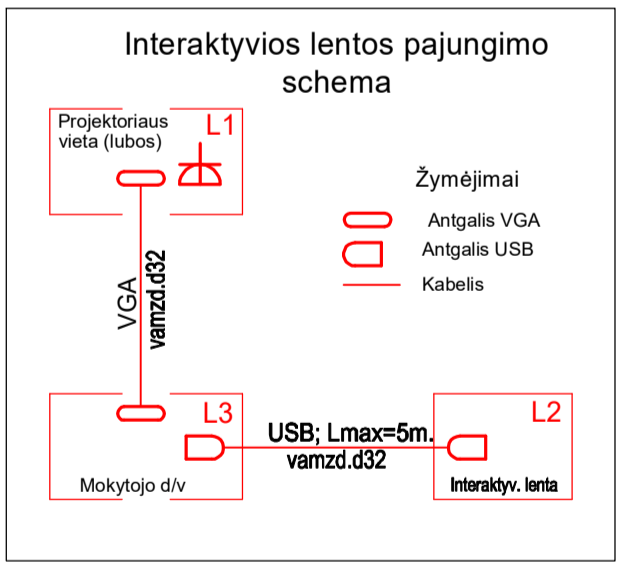 Interaktyvios lentos pajungimo
schema
Projektoriaus
vieta (lubos)
L1
Žymėjimai
Antgalis VGA
Antgalis USB
Kabelis
VGA
vamzd.d32
L3
Mokytojo d/v
USB; Lmax=5m.
vamzd.d32
L2
Interaktyv. lenta